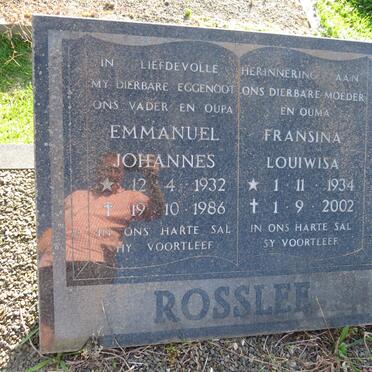 IN LIEFDEVOLLE HERINNERING AAN
MY DIERBARE EGGENOOT
ONS VADER EN OUPA
EMMANUEL
JOHANNES
★ 12 · 4 · 1932
✝ 19 · 10 · 1986
IN ONS HARTE SAL
HY VOORTLEEF
ONS DIERBARE MOEDER
EN OUMA
FRANSINA
LOUIWISA
★ 1 · 11 · 1934
✝ 1 · 9 · 2002
IN ONS HARTE SAL
SY VOORTLEEF
ROSSLEE